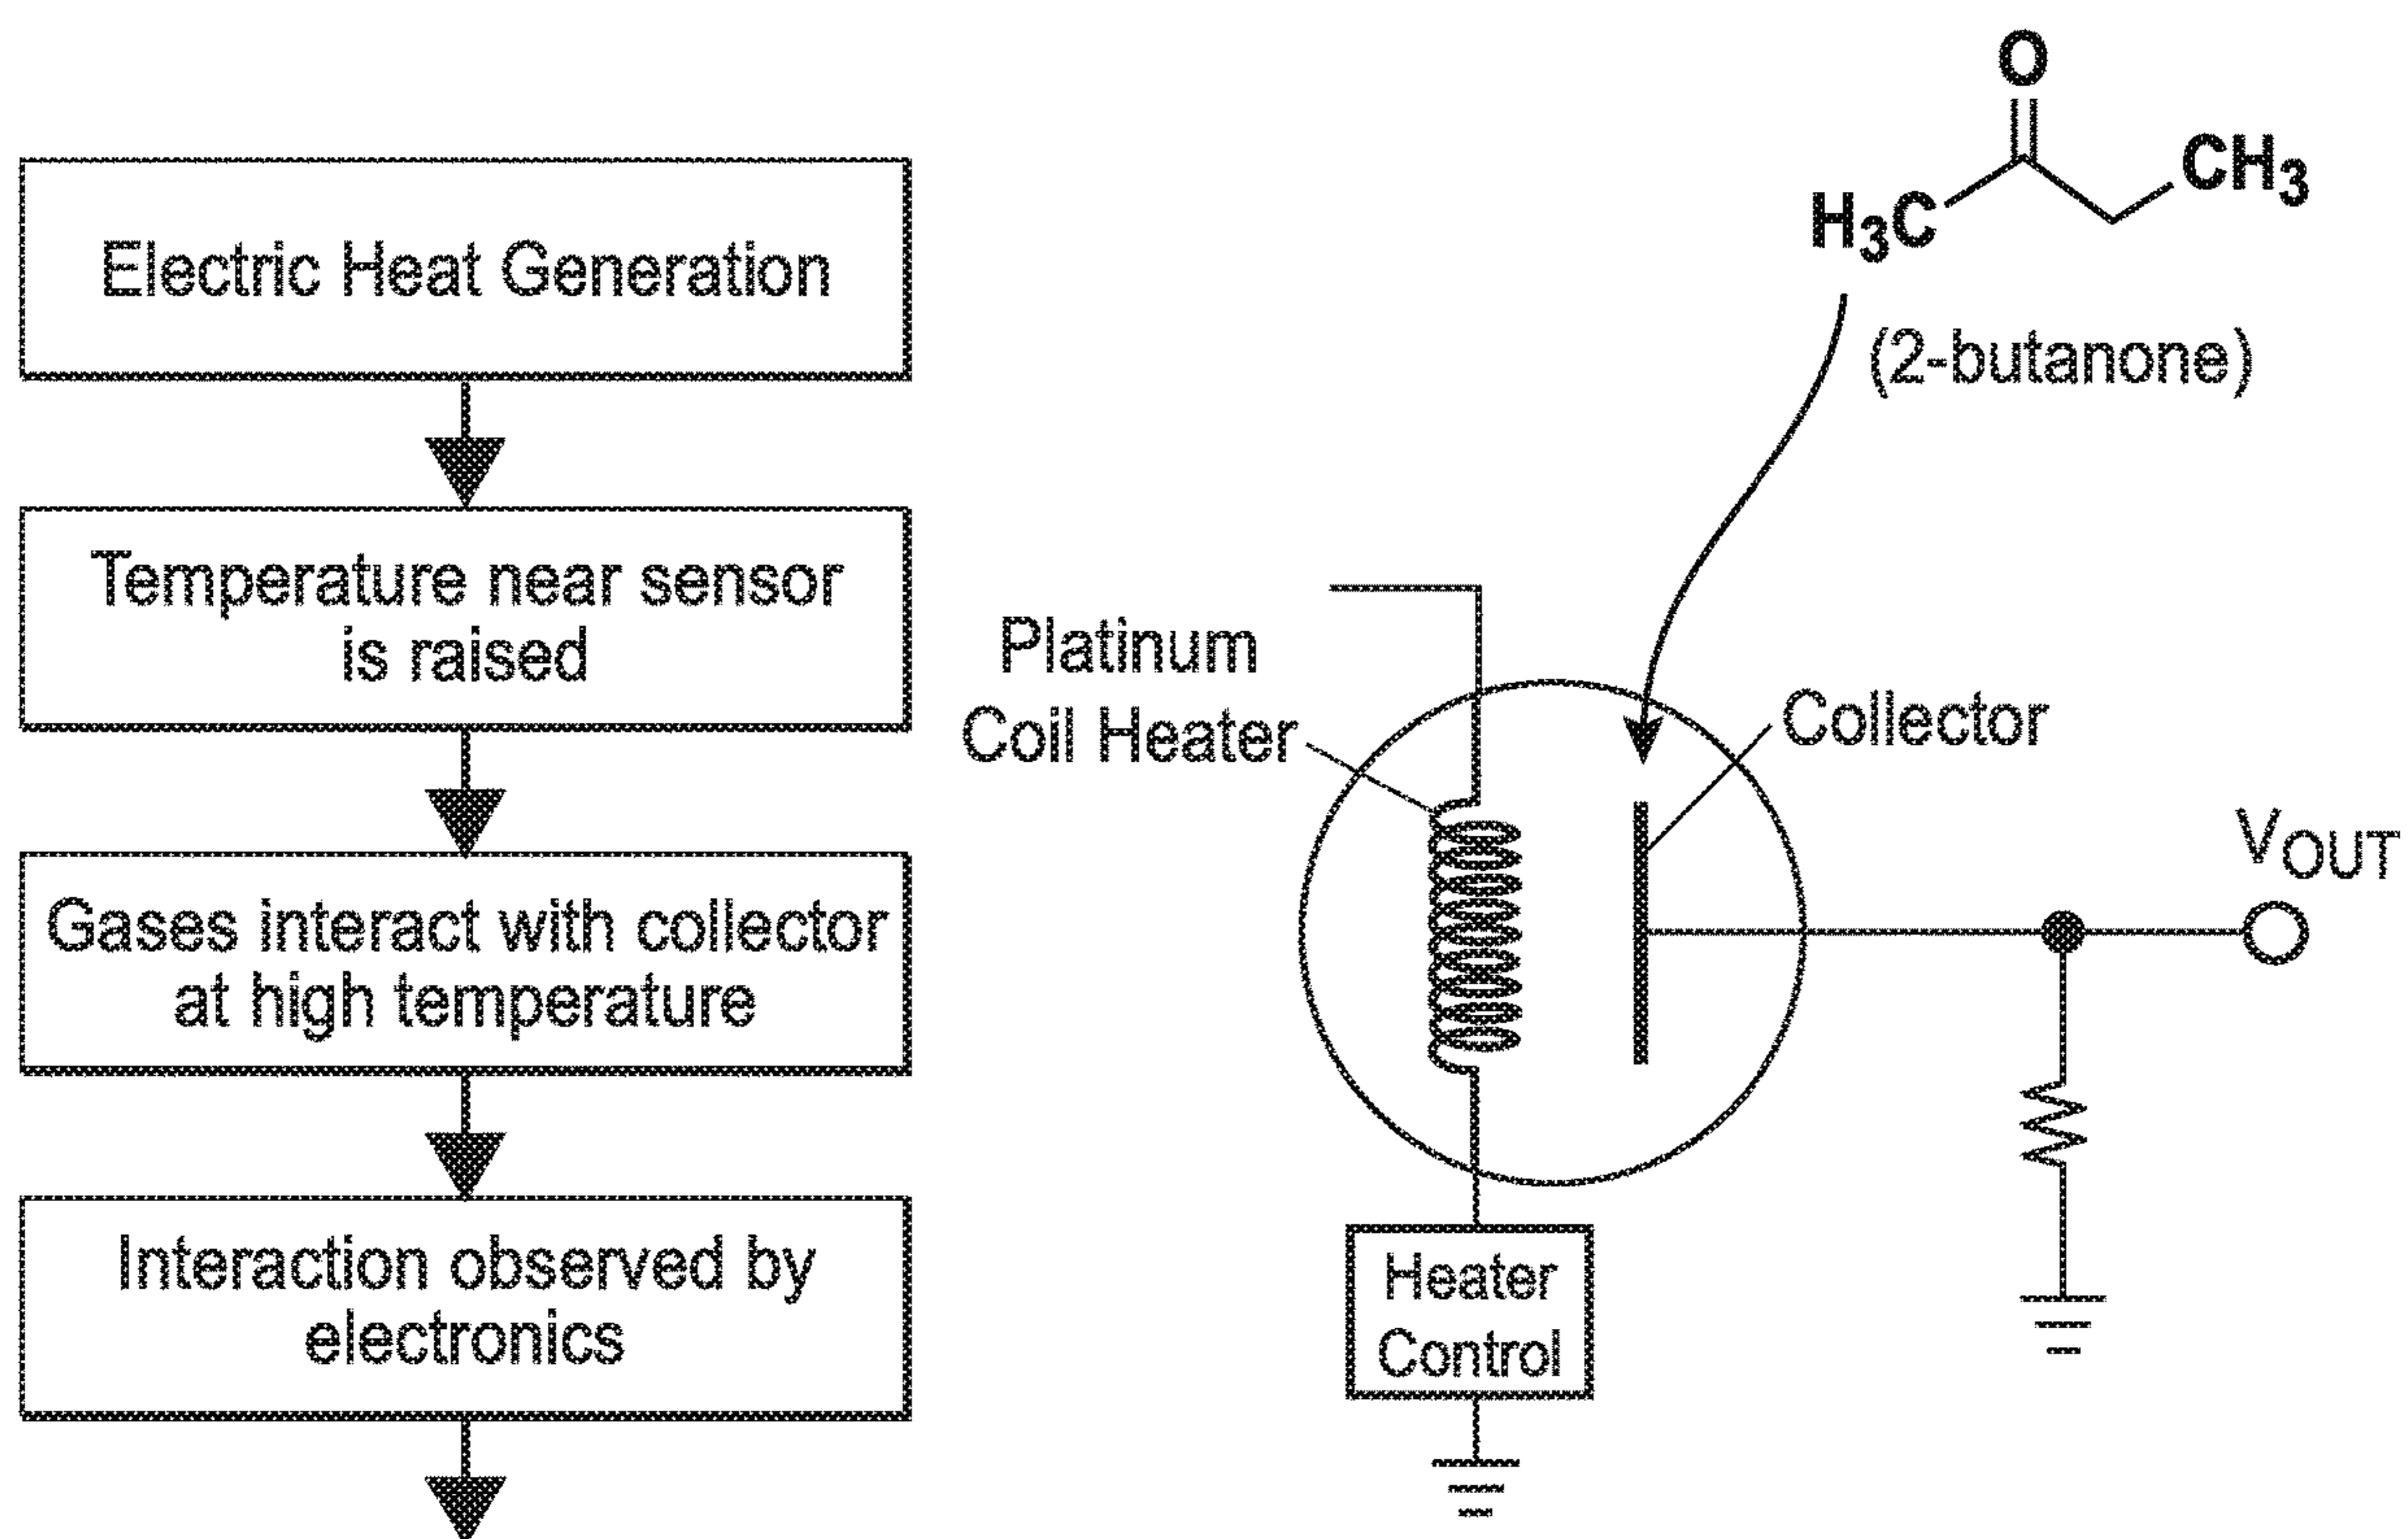 Electric Heat Generation
Temperature near sensor
is raised
Gases interact with collector
at high temperature
Interaction observed by
electronics
O
H3C
CH3
(2-butanone)
Platinum
Coil Heater
Collector
VOUT
Heater
Control